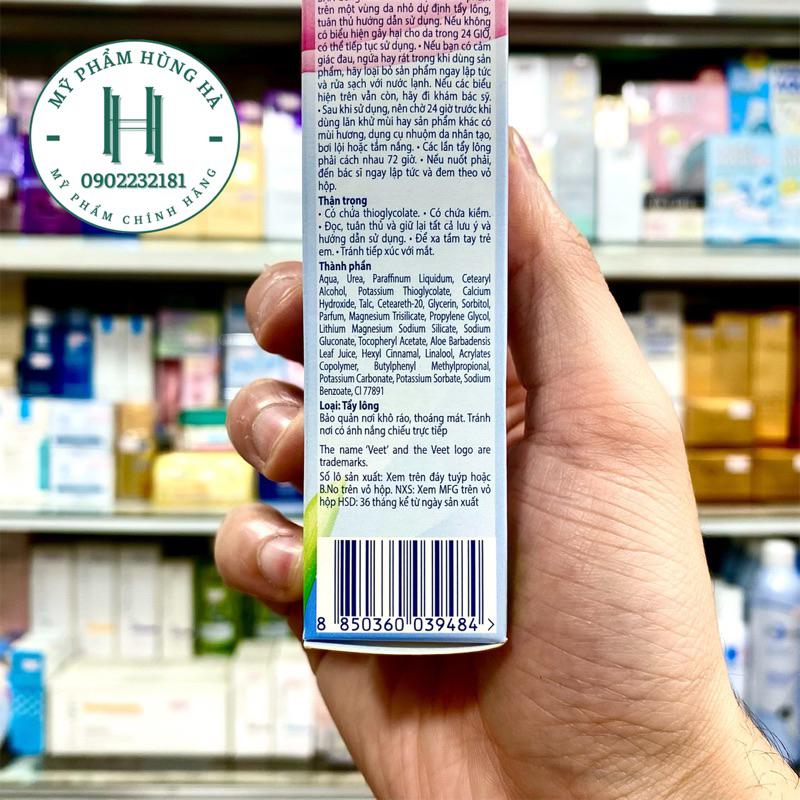 MỸ PHẨM HÙNG HÀ
H
0902232181
MỸ PHẨM CHÍNH HÃNG
trên một vùng da nhỏ dự định tẩy lông,
tuân thủ hướng dẫn sử dụng. Nếu không
có biểu hiện gây hại cho da trong 24 GIỜ,
có thể tiếp tục sử dụng. • Nếu bạn có cảm
giác đau, ngứa hay rát trong khi dùng sản
phẩm, hãy loại bỏ sản phẩm ngay lập tức
và rửa sạch với nước lạnh. Nếu các biểu
hiện trên vẫn còn, hãy đi khám bác sỹ.
• Sau khi sử dụng, nên chờ 24 giờ trước khi
dùng lăn khử mùi hay sản phẩm khác có
mùi hương, dụng cụ nhuộm da nhân tạo,
bơi lội hoặc tắm nắng. • Các lần tẩy lông
phải cách nhau 72 giờ. • Nếu nuốt phải,
đến bác sĩ ngay lập tức và đem theo vỏ
hộp.
Thận trọng
• Có chứa thioglycolate. • Có chứa kiềm.
• Đọc, tuân thủ và giữ lại tất cả lưu ý và
hướng dẫn sử dụng. • Để xa tầm tay trẻ
em. • Tránh tiếp xúc với mắt.
Thành phần
Aqua, Urea, Paraffinum Liquidum, Cetearyl
Alcohol, Potassium Thioglycolate, Calcium
Hydroxide, Talc, Ceteareth-20, Glycerin, Sorbitol,
Parfum, Magnesium Trisilicate, Propylene Glycol,
Lithium Magnesium Sodium Silicate, Sodium
Gluconate, Tocopheryl Acetate, Aloe Barbadensis
Leaf Juice, Hexyl Cinnamal, Linalool, Acrylates
Copolymer, Butylphenyl Methylpropional,
Potassium Carbonate, Potassium Sorbate, Sodium
Benzoate, CI 77891
Loại: Tẩy lông
Bảo quản nơi khô ráo, thoáng mát. Tránh
nơi có ánh nắng chiếu trực tiếp
The name 'Veet' and the Veet logo are
trademarks.
Số lô sản xuất: Xem trên đáy tuýp hoặc
B.No trên vỏ hộp. NXS: Xem MFG trên vỏ
hộp HSD: 36 tháng kể từ ngày sản xuất
8 850360 039484 >